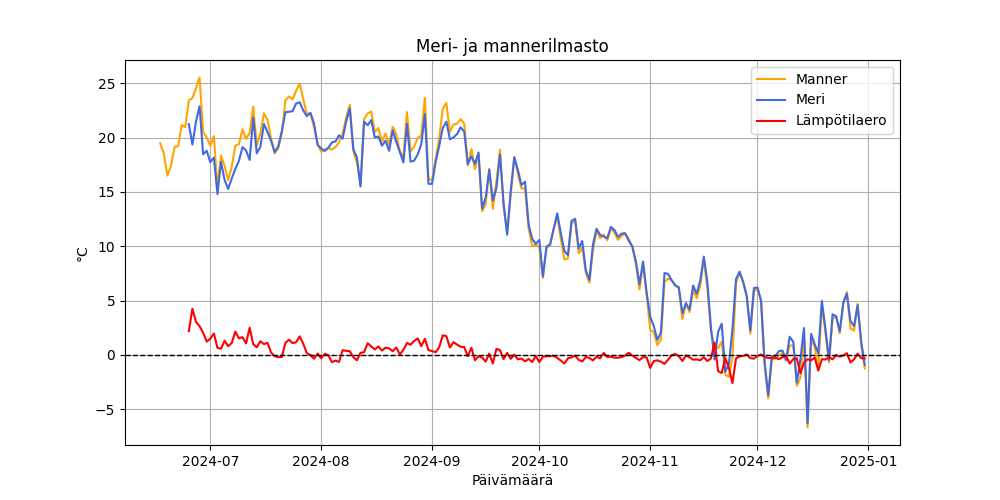 Meri- ja mannerilmasto
Manner
Meri
Lämpötilaero
°C
25
20
15
10
5
0
−5
2024-07 2024-08 2024-09 2024-10 2024-11 2024-12 2025-01
Päivämäärä